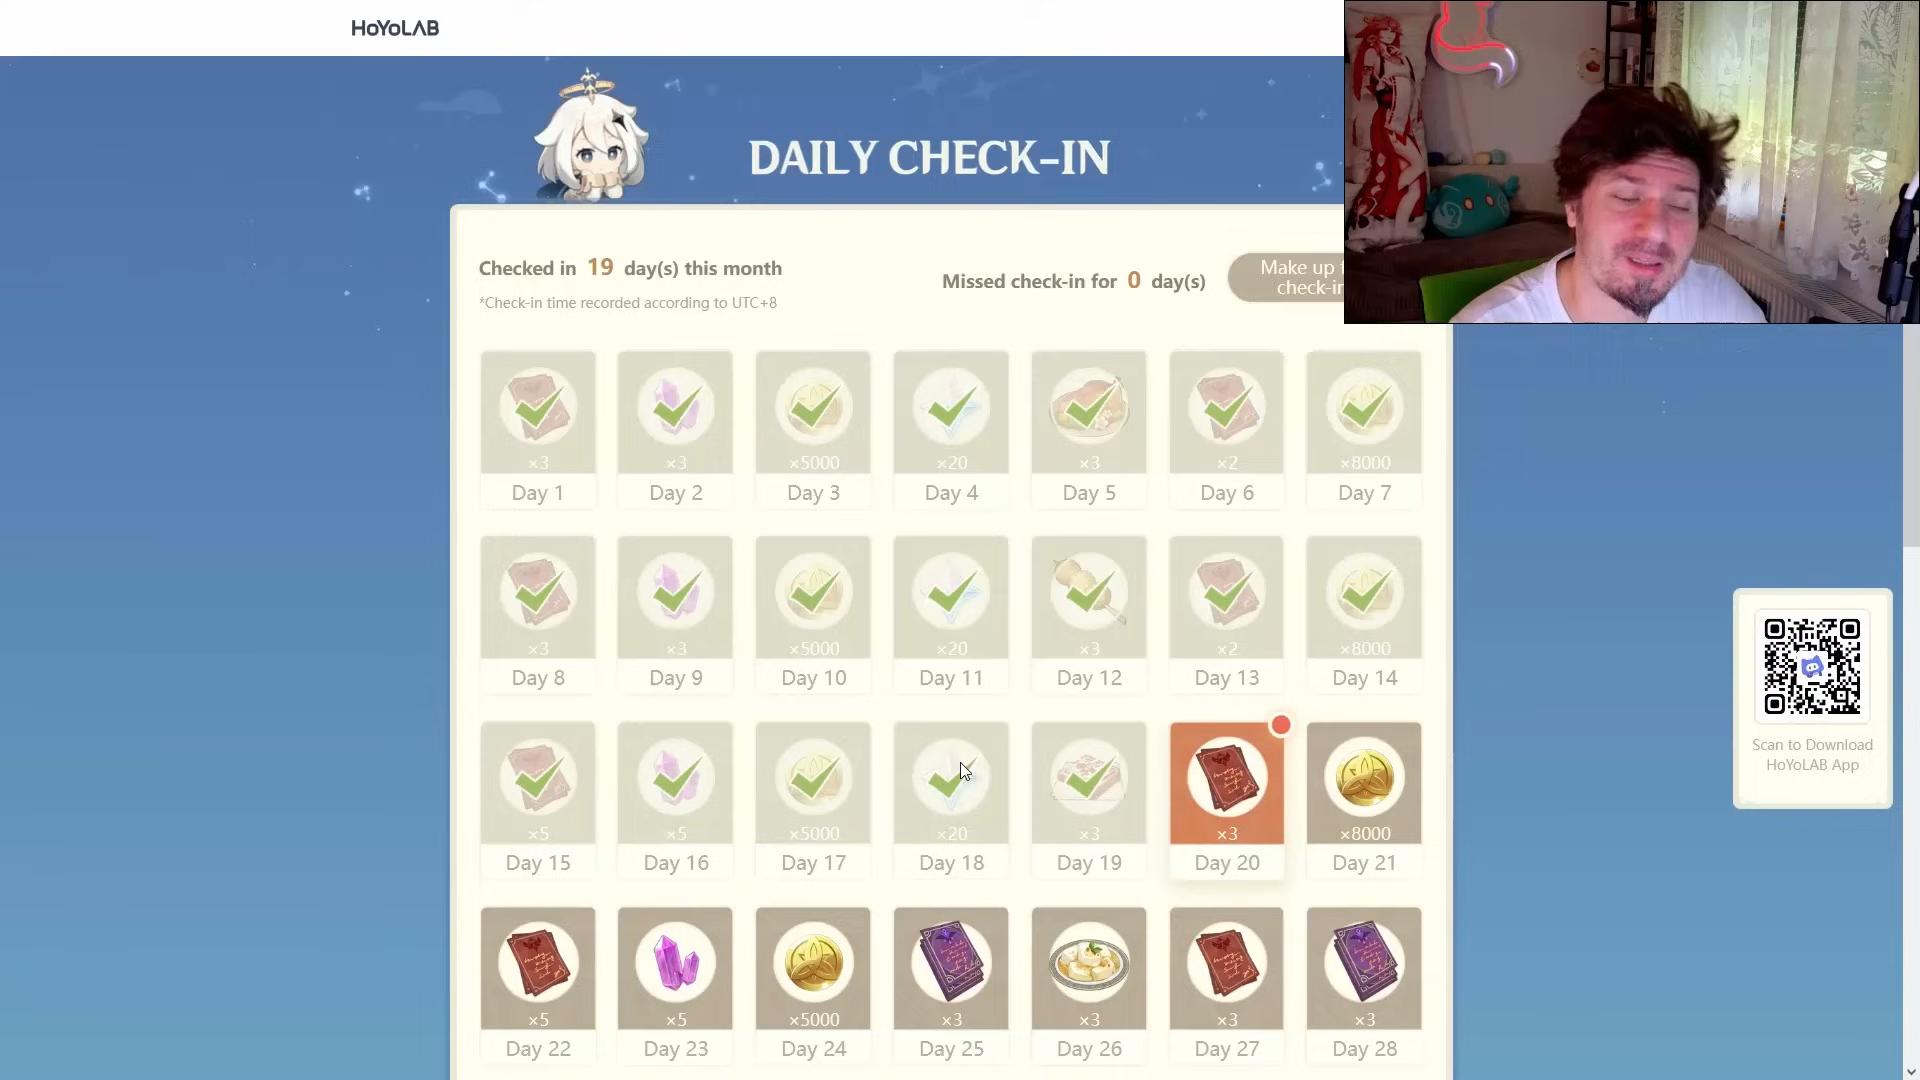 HoYoLAB
DAILY CHECK-IN
Checked in 19 day(s) this month
*Check-in time recorded according to UTC+8
Missed check-in for 0 day(s)
Make up
check-in
×3
×3
×5000
×20
×3
×2
×8000
Day 1
Day 2
Day 3
Day 4
Day 5
Day 6
Day 7
×3
×3
×5000
×20
×3
×2
×8000
Day 8
Day 9
Day 10
Day 11
Day 12
Day 13
Day 14
×5
×5
×5000
×20
×3
×3
×8000
Day 15
Day 16
Day 17
Day 18
Day 19
Day 20
Day 21
×5
×5
×5000
×3
×3
×3
×3
Day 22
Day 23
Day 24
Day 25
Day 26
Day 27
Day 28
Scan to Download
HoYoLAB App